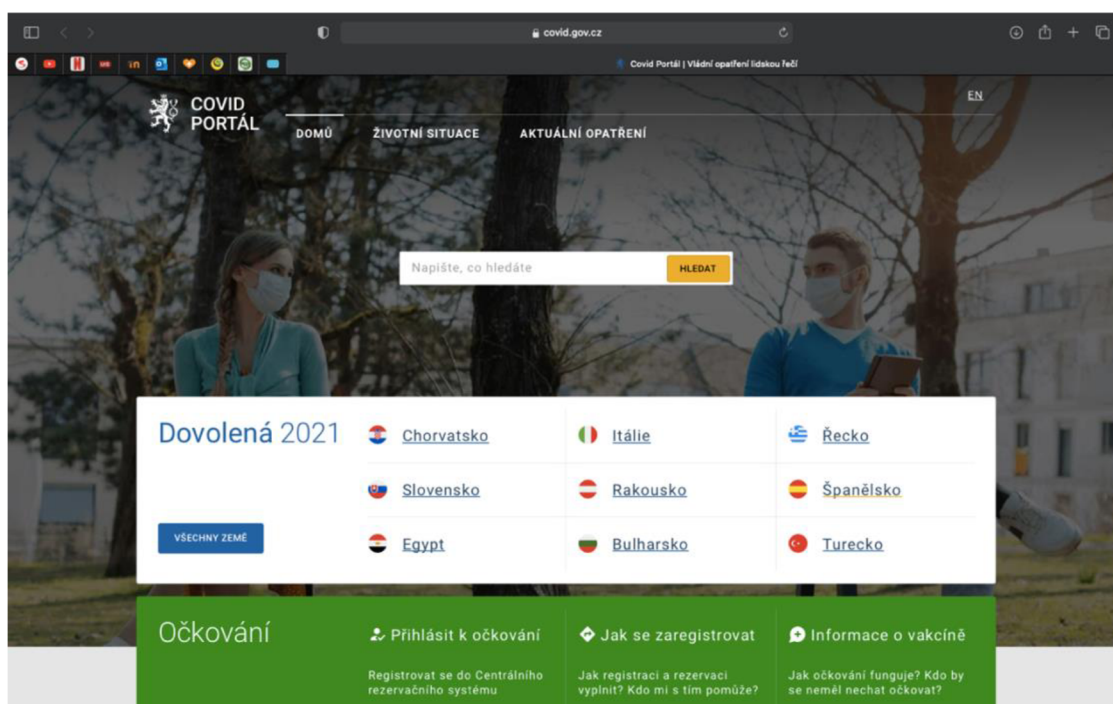 covid.gov.cz
Covid Portál | Vládní opatření lidskou řečí
COVID
PORTÁL
EN
DOMŮ
ŽIVOTNÍ SITUACE
AKTUÁLNÍ OPATŘENÍ
Napište, co hledáte
HLEDAT
Dovolená 2021
Chorvatsko
Itálie
Řecko
Slovensko
Rakousko
Španělsko
VŠECHNY ZEMĚ
Egypt
Bulharsko
Turecko
Očkování
Přihlásit k očkování
Jak se zaregistrovat
Informace o vakcíně
Registrovat se do Centrálního
rezervačního systému
Jak registraci a rezervaci
vyplnit? Kdo mi s tím pomůže?
Jak očkování funguje? Kdo by
se neměl nechat očkovat?